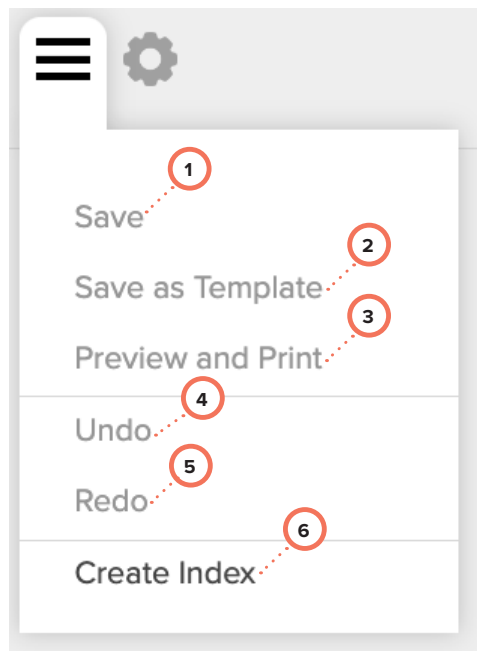 1
Save
2
Save as Template
3
Preview and Print
4
Undo
5
Redo
6
Create Index